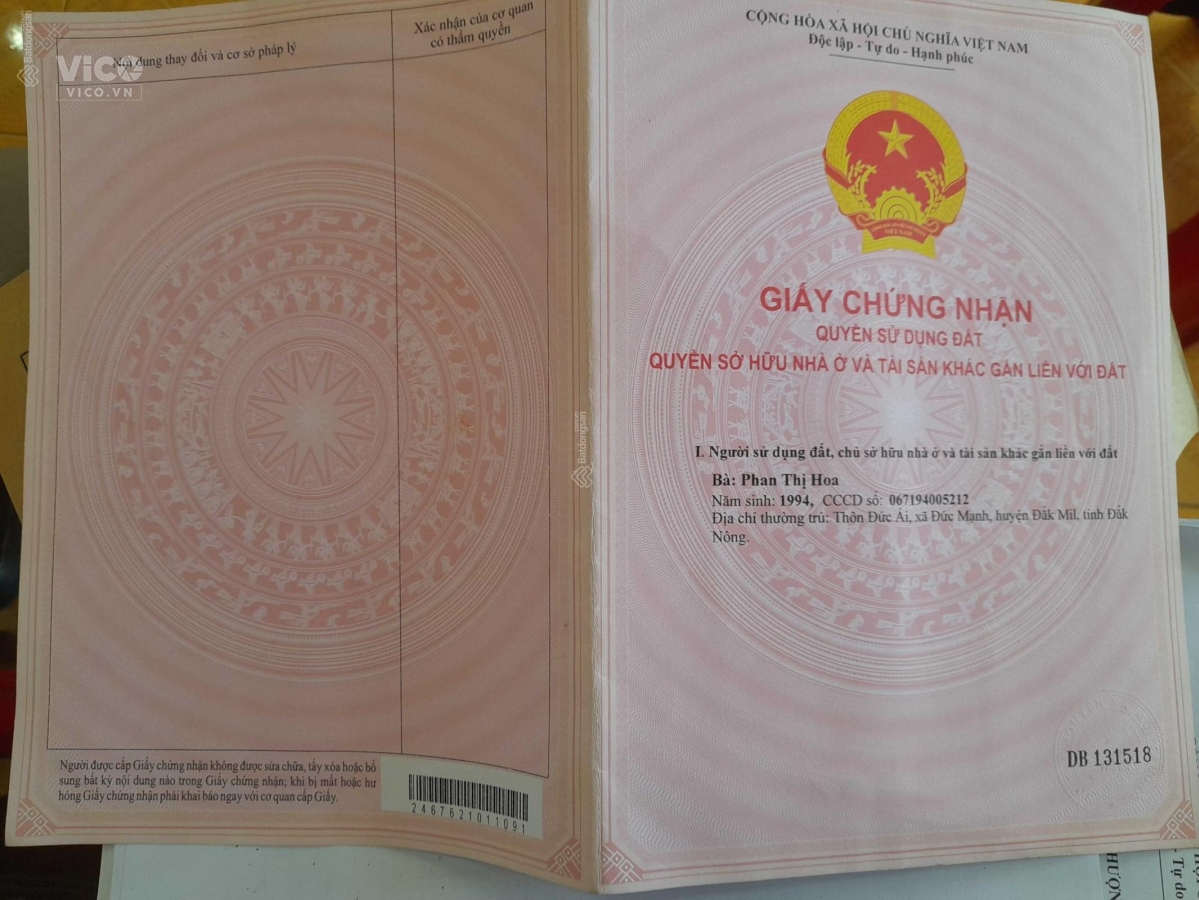 Nội dung thay đổi và cơ sở pháp lý
Xác nhận của cơ quan
có thẩm quyền
VICO
VICO.VN
Batdongsan
Người được cấp Giấy chứng nhận không được sửa chữa, tẩy xóa hoặc bổ
sung bất kỳ nội dung nào trong Giấy chứng nhận; khi bị mất hoặc hư
hỏng Giấy chứng nhận phải khai báo ngay với cơ quan cấp Giấy.
2467621011091
CỘNG HÒA XÃ HỘI CHỦ NGHĨA VIỆT NAM
Độc lập - Tự do - Hạnh phúc
VIỆT NAM
GIẤY CHỨNG NHẬN
QUYỀN SỬ DỤNG ĐẤT
QUYỀN SỞ HỮU NHÀ Ở VÀ TÀI SẢN KHÁC GẮN LIỀN VỚI ĐẤT
I. Người sử dụng đất, chủ sở hữu nhà ở và tài sản khác gắn liền với đất
Bà: Phan Thị Hoa
Năm sinh: 1994, CCCD số: 067194005212
Địa chỉ thường trú: Thôn Đức Ái, xã Đức Mạnh, huyện Đắk Mil, tỉnh Đắk
Nông.
Batdongsan
DB 131518
- Tự do